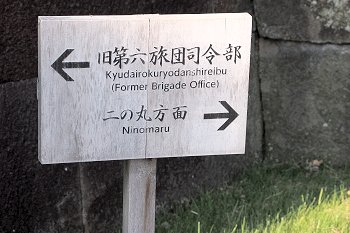 旧第六旅団司令部
Kyudairokuryodanshireibu
(Former Brigade Office)
二の丸方面
Ninomaru